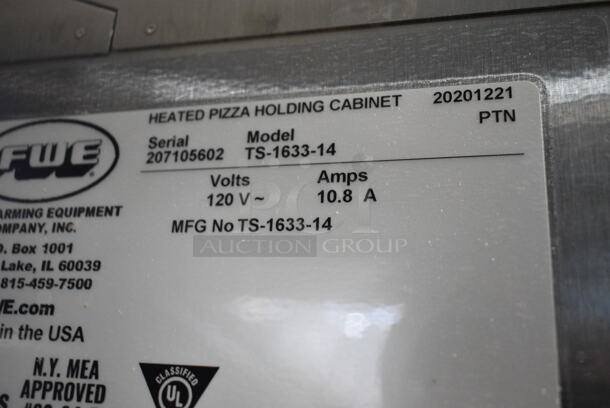 HEATED PIZZA HOLDING CABINET 20201221
PTN
Serial Model
207105602 TS-1633-14
Volts Amps
120 V ~ 10.8 A
MFG No TS-1633-14
FWE
ARMING EQUIPMENT
OMPANY, INC.
O. Box 1001
Lake, IL 60039
815-459-7500
WE.com
in the USA
N.Y. MEA
APPROVED
CLASSIFIED
UL
PCI
AUCTION GROUP